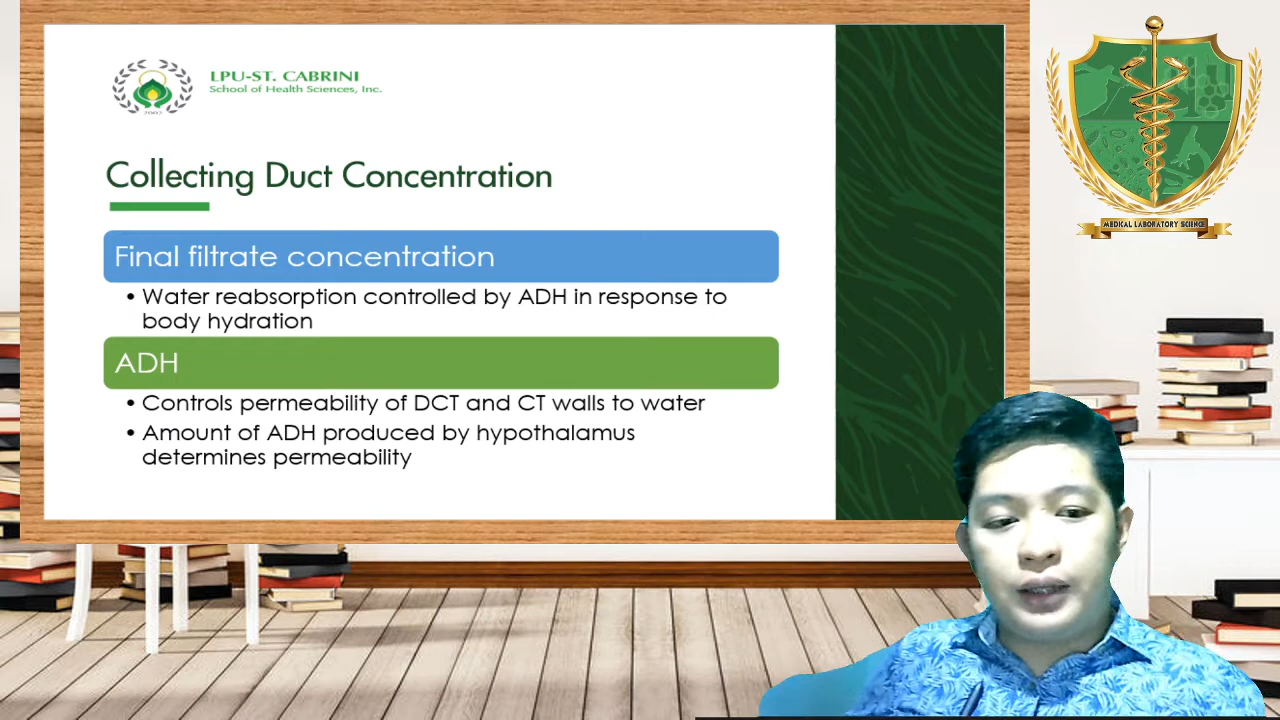 LPU-ST. CABRINI
School of Health Sciences, Inc.
2002
Collecting Duct Concentration
Final filtrate concentration
• Water reabsorption controlled by ADH in response to
body hydration
ADH
• Controls permeability of DCT and CT walls to water
• Amount of ADH produced by hypothalamus
determines permeability
MEDICAL LABORATORY SCIENCE